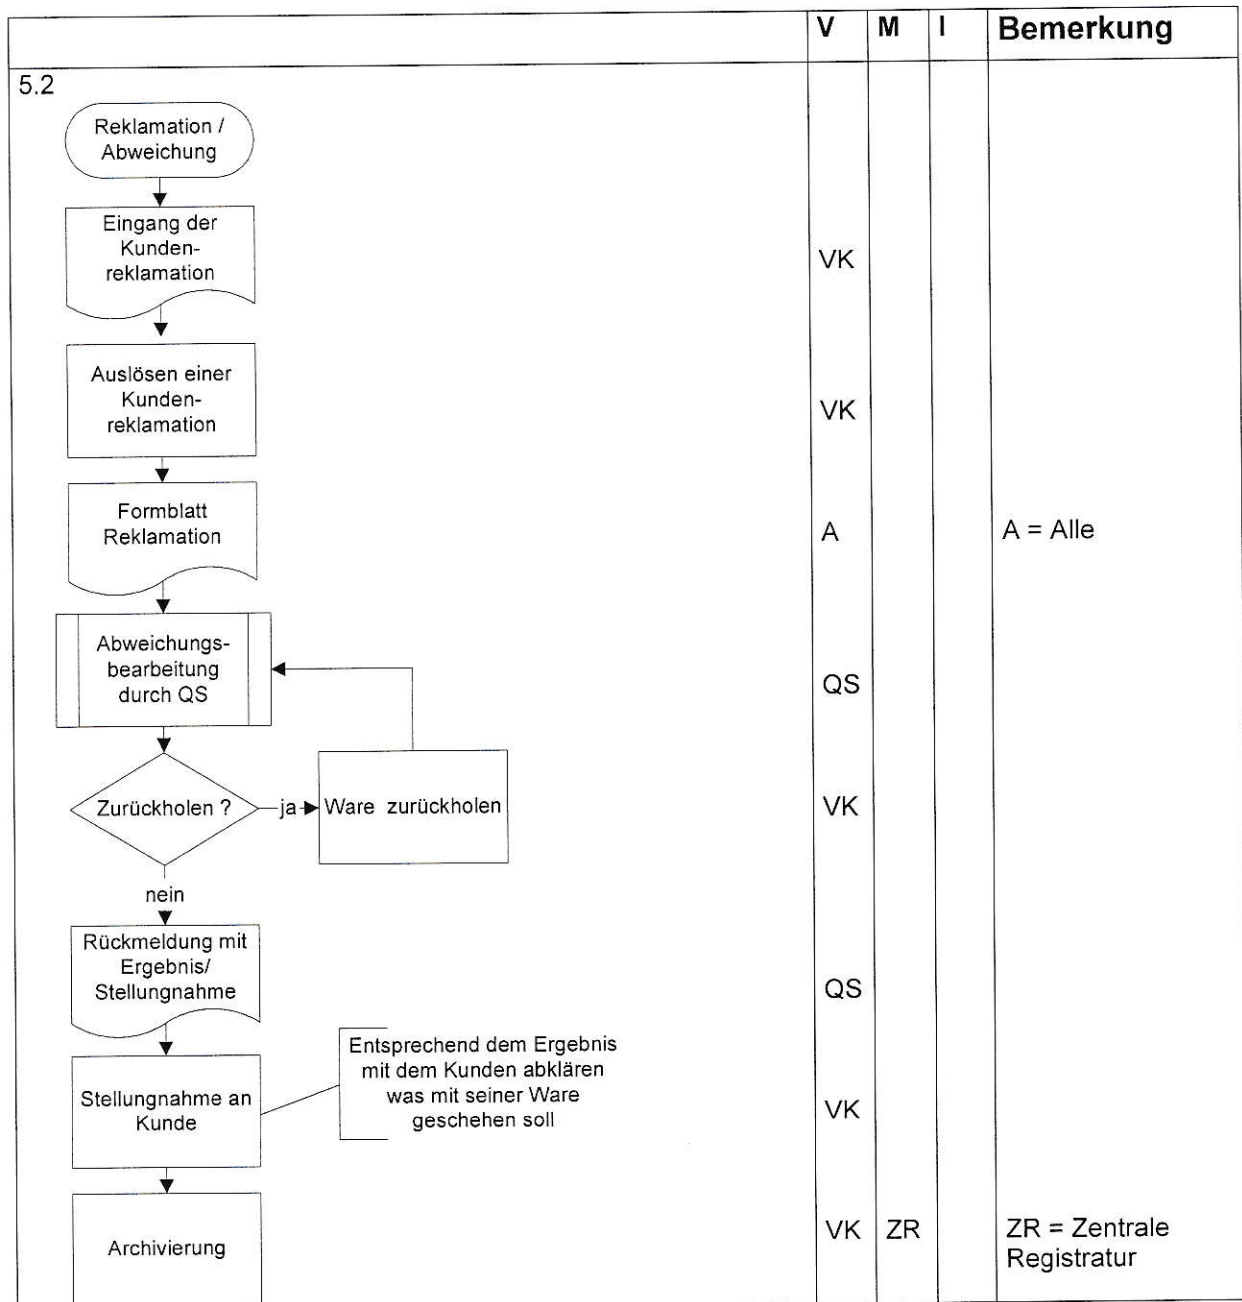 V M I Bemerkung
5.2
Reklamation /
Abweichung
Eingang der
Kunden-
reklamation
VK
Auslösen einer
Kunden-
reklamation
VK
Formblatt
Reklamation
A
A = Alle
Abweichungs-
bearbeitung
durch QS
QS
Zurückholen ?
ja
Ware zurückholen
VK
nein
Rückmeldung mit
Ergebnis/
Stellungnahme
QS
Stellungnahme an
Kunde
Entsprechend dem Ergebnis
mit dem Kunden abklären
was mit seiner Ware
geschehen soll
VK
Archivierung
VK ZR
ZR = Zentrale
Registratur